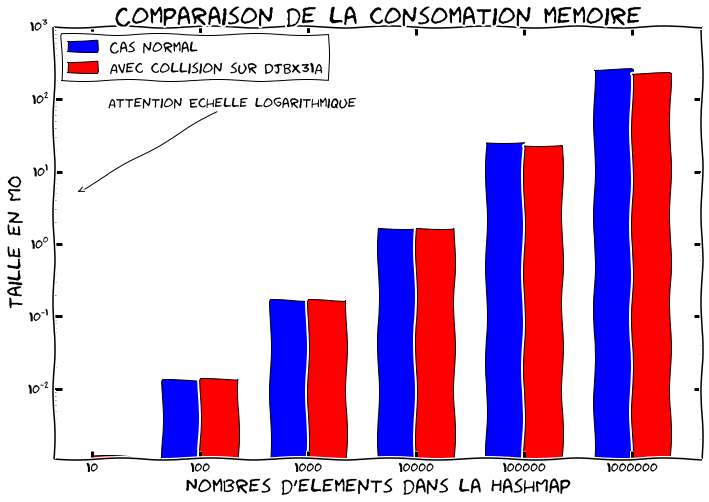 COMPARAISON DE LA CONSOMATION MEMOIRE
CAS NORMAL
AVEC COLLISION SUR DJBX31A
ATTENTION ECHELLE LOGARITHMIQUE
TAILLE EN MO
10³
10²
10¹
10⁰
10⁻¹
10⁻²
10 100 1000 10000 100000 1000000
NOMBRES D'ELEMENTS DANS LA HASHMAP